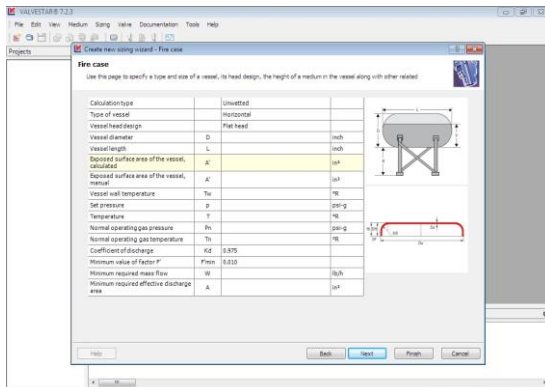 VALVESTAR® 7.2.3
File Edit View Medium Sizing Valve Documentation Tools Help
Projects
Create new sizing wizard - Fire case
Fire case
Use this page to specify a type and size of a vessel, its head design, the height of a medium in the vessel along with other related
Calculation type Unwetted
Type of vessel Horizontal
Vessel head design Flat head
Vessel diameter D inch
Vessel length L inch
Exposed surface area of the vessel, calculated A' in²
Exposed surface area of the vessel, manual A' in²
Vessel wall temperature Tw °R
Set pressure p psi-g
Temperature T °R
Normal operating gas pressure Pn psi-g
Normal operating gas temperature Tn °R
Coefficient of discharge Kd 0.975
Minimum value of factor F' F'min 0.010
Minimum required mass flow W lb/h
Minimum required effective discharge area A in²
L
Help Back Next Finish Cancel